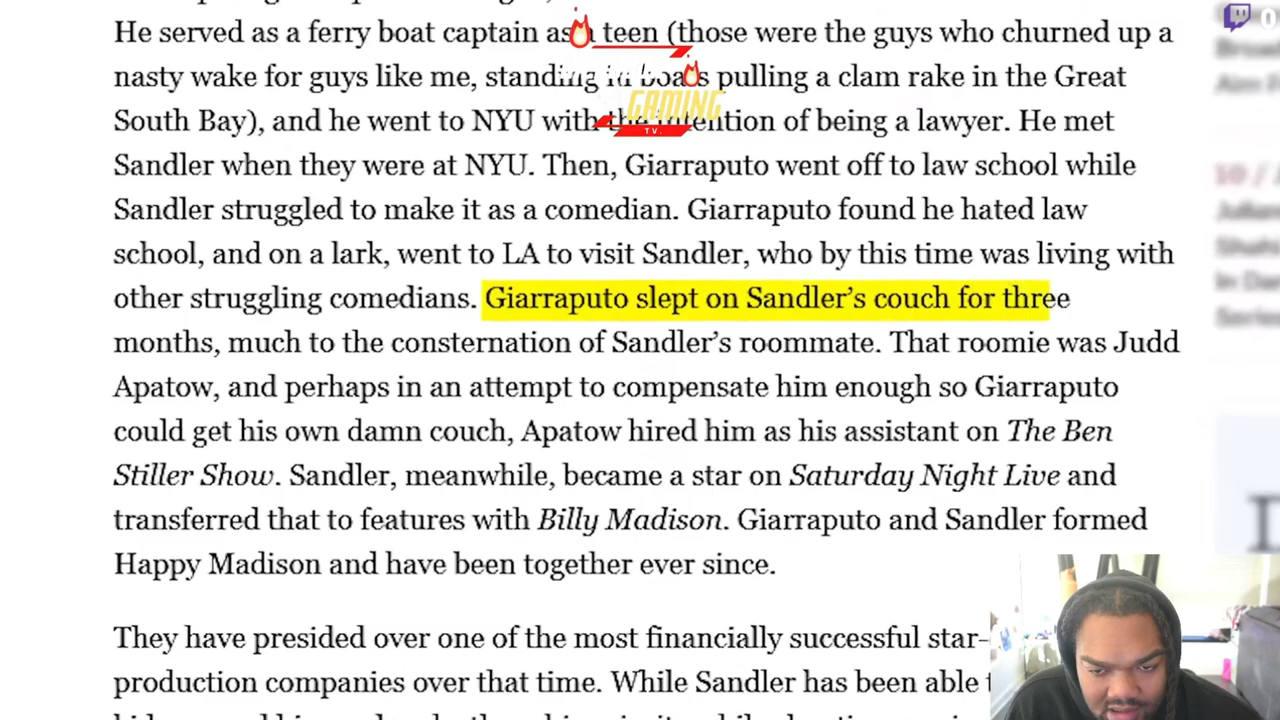 He served as a ferry boat captain as a teen (those were the guys who churned up a
nasty wake for guys like me, standing in boats pulling a clam rake in the Great
South Bay), and he went to NYU with the intention of being a lawyer. He met
Sandler when they were at NYU. Then, Giarraputo went off to law school while
Sandler struggled to make it as a comedian. Giarraputo found he hated law
school, and on a lark, went to LA to visit Sandler, who by this time was living with
other struggling comedians. Giarraputo slept on Sandler’s couch for three
months, much to the consternation of Sandler’s roommate. That roomie was Judd
Apatow, and perhaps in an attempt to compensate him enough so Giarraputo
could get his own damn couch, Apatow hired him as his assistant on The Ben
Stiller Show. Sandler, meanwhile, became a star on Saturday Night Live and
transferred that to features with Billy Madison. Giarraputo and Sandler formed
Happy Madison and have been together ever since.
They have presided over one of the most financially successful star-
production companies over that time. While Sandler has been able
GAMING
TV.
0
10 /